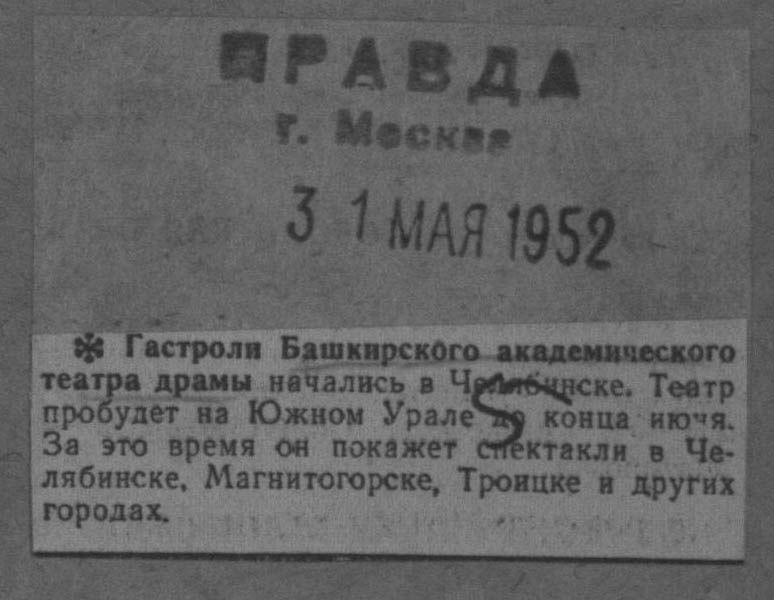 ПРАВДА
г. Москва
31 МАЯ 1952
✻ Гастроли Башкирского академического
театра драмы начались в Челябинске. Театр
пробудет на Южном Урале до конца июня.
За это время он покажет спектакли в Че-
лябинске, Магнитогорске, Троицке и других
городах.